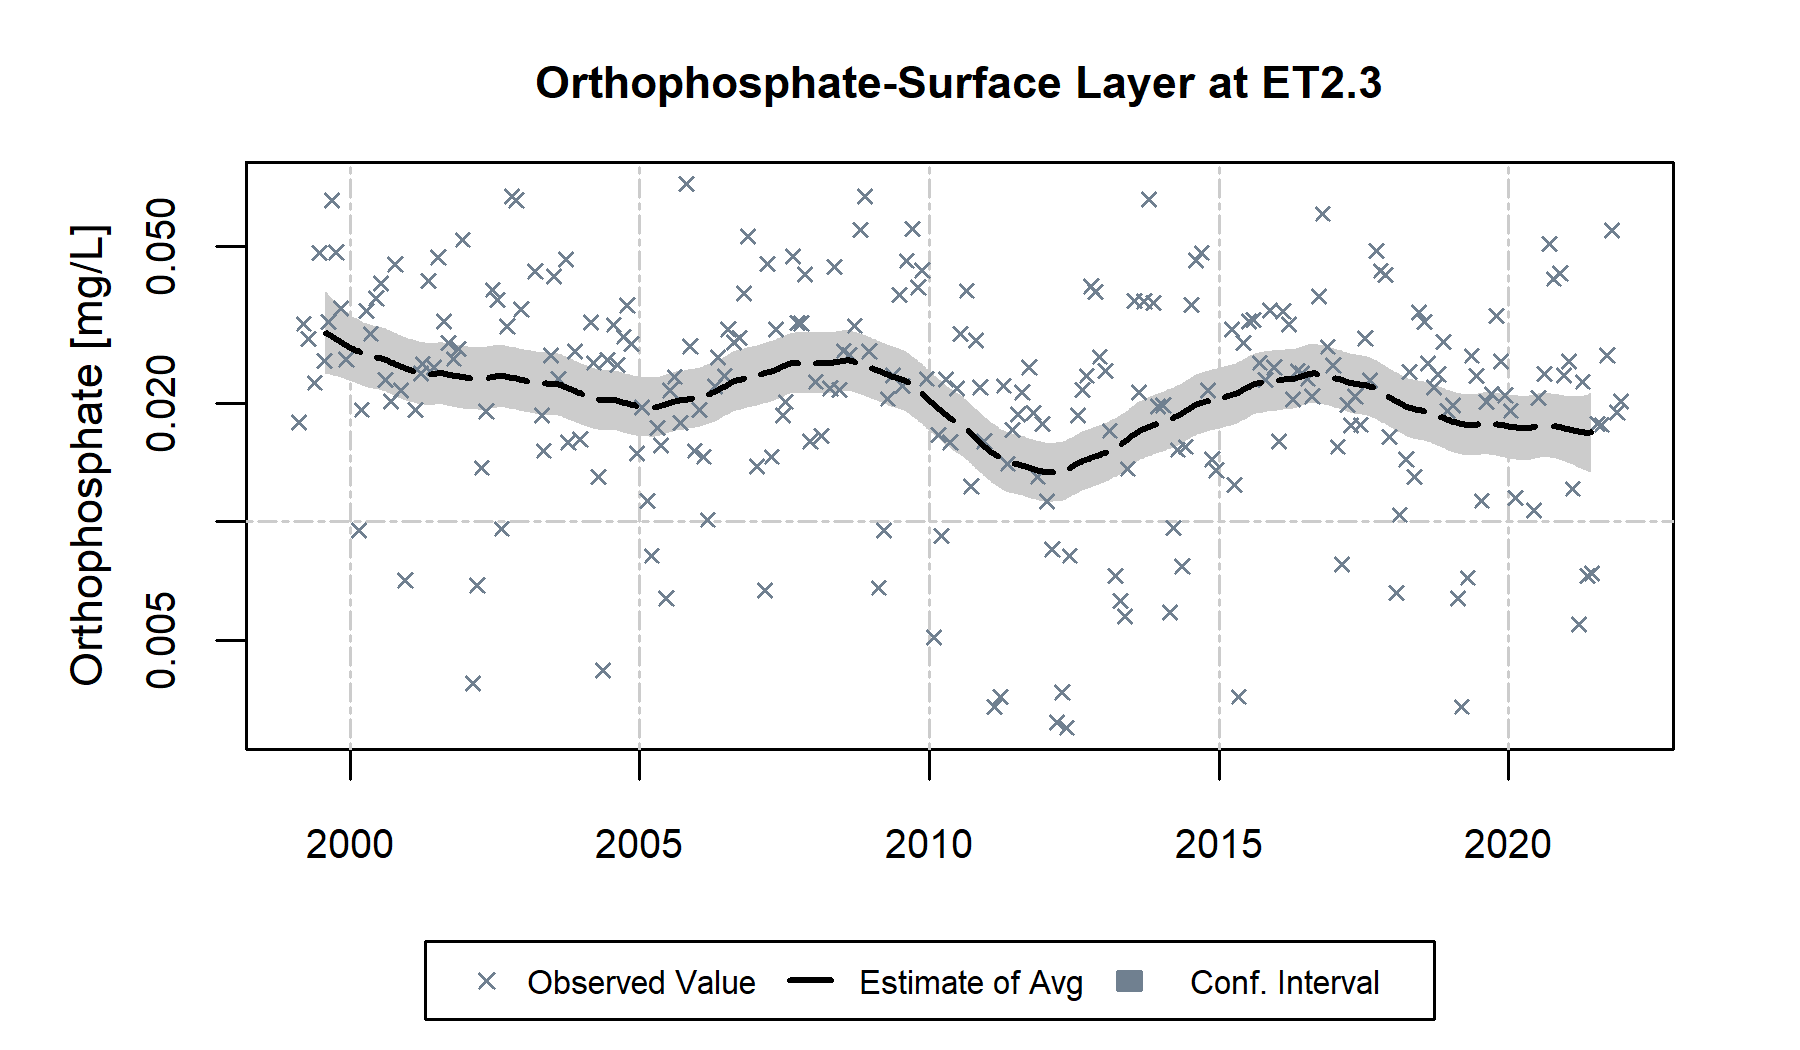 Orthophosphate-Surface Layer at ET2.3
Orthophosphate [mg/L]
0.050
0.020
0.005
2000 2005 2010 2015 2020
Observed Value Estimate of Avg Conf. Interval